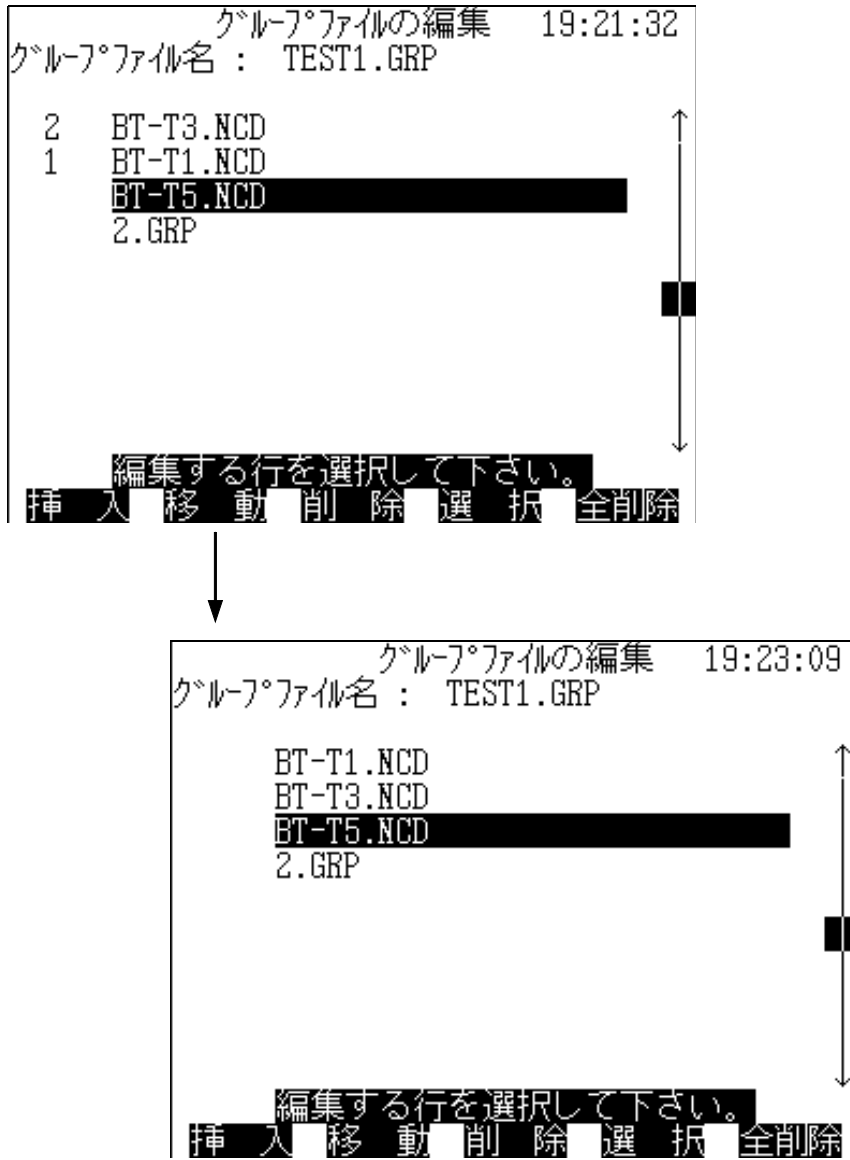 グループファイルの編集 19:21:32
グループファイル名 : TEST1.GRP
2 BT-T3.NCD
1 BT-T1.NCD
BT-T5.NCD
2.GRP
編集する行を選択して下さい。
挿 入 移 動 削 除 選 択 全削除
グループファイルの編集 19:23:09
グループファイル名 : TEST1.GRP
BT-T1.NCD
BT-T3.NCD
BT-T5.NCD
2.GRP
編集する行を選択して下さい。
挿 入 移 動 削 除 選 択 全削除